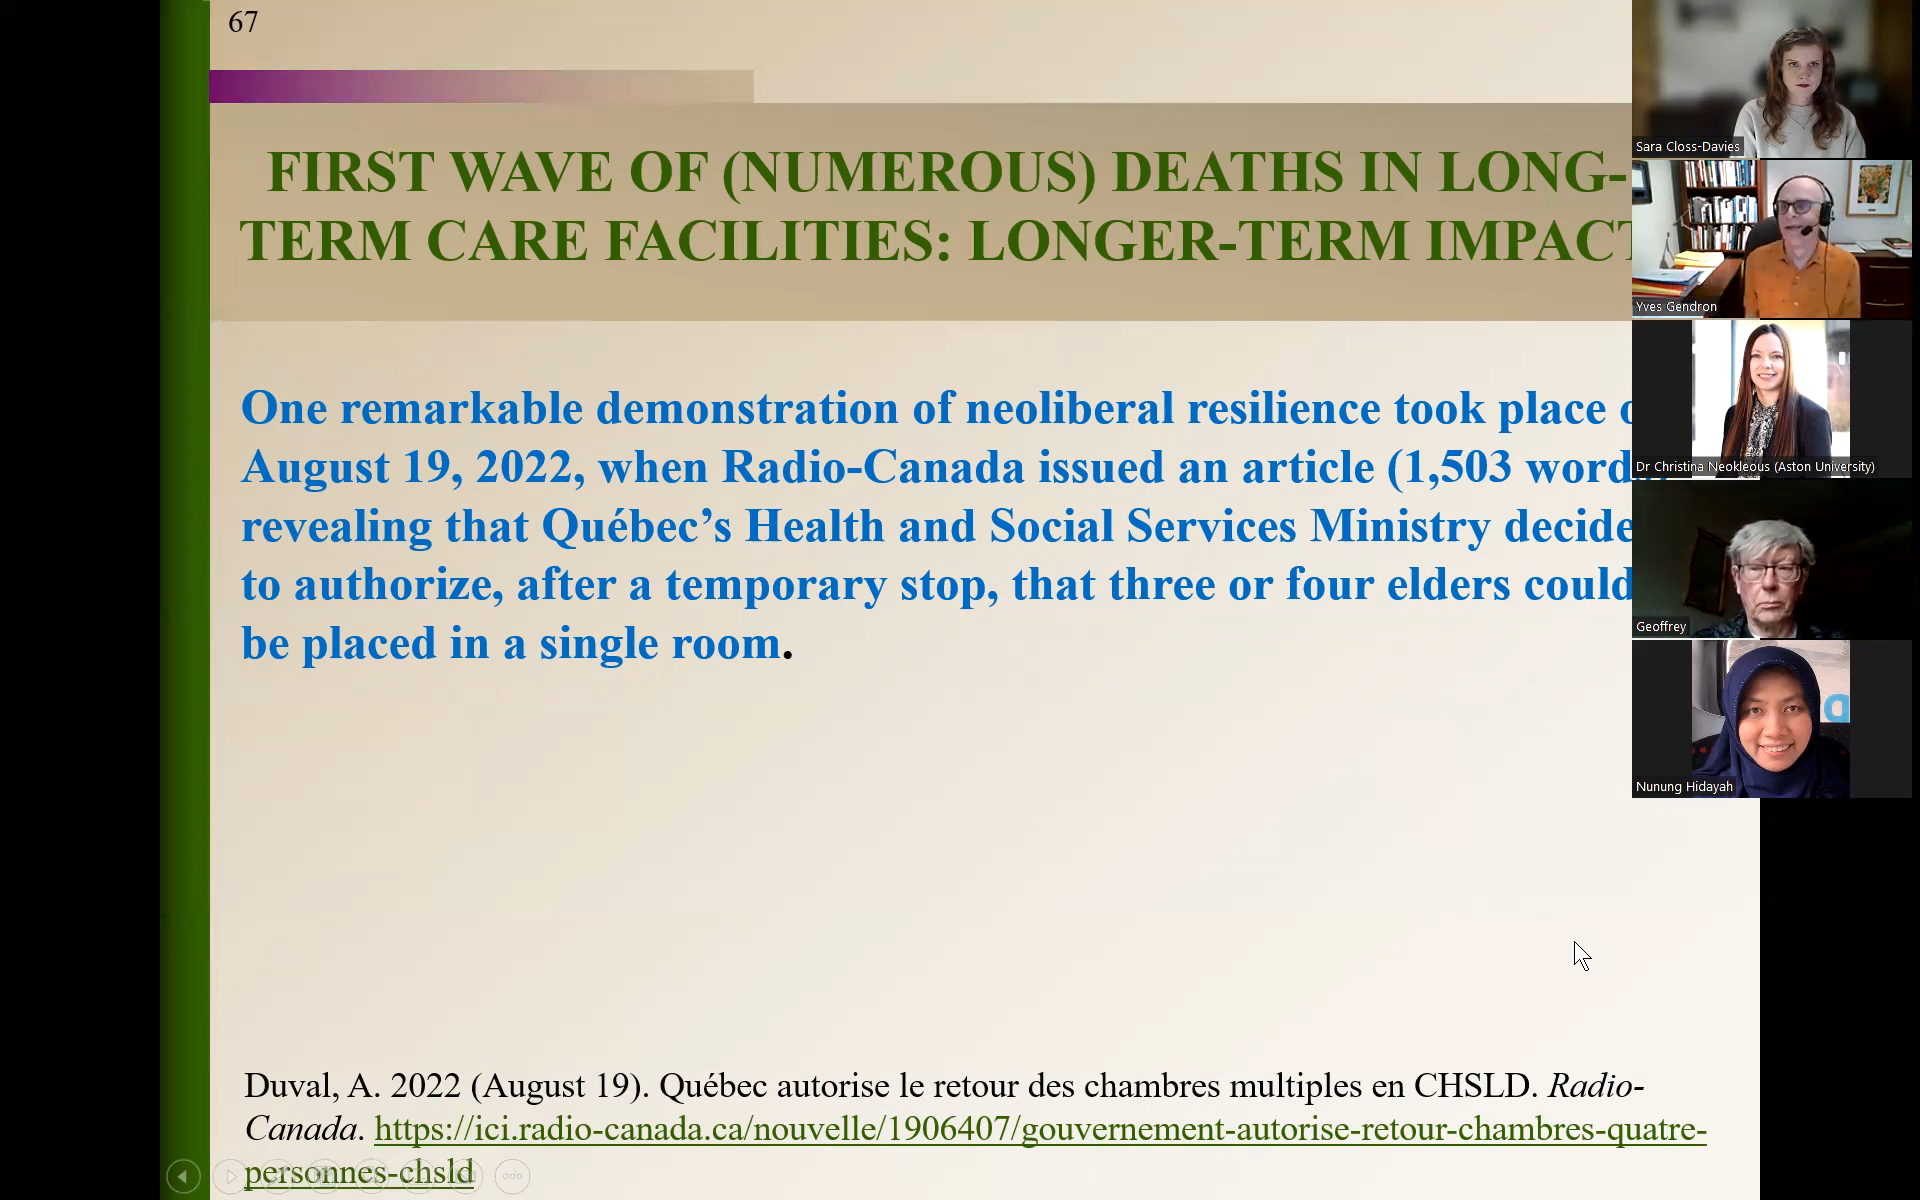 67
FIRST WAVE OF (NUMEROUS) DEATHS IN LONG-
TERM CARE FACILITIES: LONGER-TERM IMPACT
One remarkable demonstration of neoliberal resilience took place
August 19, 2022, when Radio-Canada issued an article (1,503 word
revealing that Québec’s Health and Social Services Ministry decide
to authorize, after a temporary stop, that three or four elders could
be placed in a single room.
Duval, A. 2022 (August 19). Québec autorise le retour des chambres multiples en CHSLD. Radio-
Canada. https://ici.radio-canada.ca/nouvelle/1906407/gouvernement-autorise-retour-chambres-quatre-
personnes-chsld
Sara Closs-Davies
Yves Gendron
Dr Christina Neokleous (Aston University)
Geoffrey
Nunung Hidayah